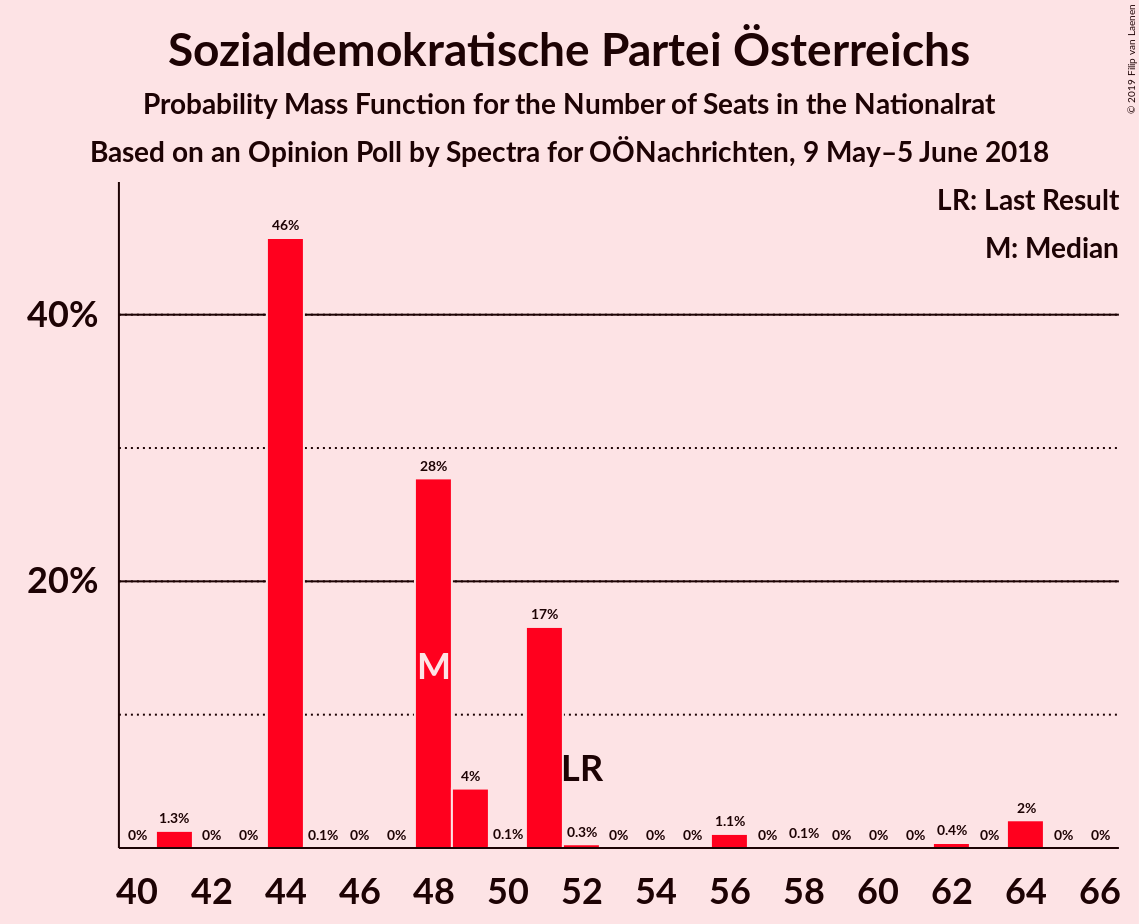 Sozialdemokratische Partei Österreichs
Probability Mass Function for the Number of Seats in the Nationalrat
Based on an Opinion Poll by Spectra for OÖNachrichten, 9 May–5 June 2018
© 2019 Filip van Laenen
LR: Last Result
M: Median
40%
20%
0% 1.3% 0% 0% 46% 0.1% 0% 0% 28% 4% 0.1% 17% 0.3% 0% 0% 0% 1.1% 0% 0.1% 0% 0% 0% 0.4% 0% 2% 0% 0%
M
LR
40 42 44 46 48 50 52 54 56 58 60 62 64 66